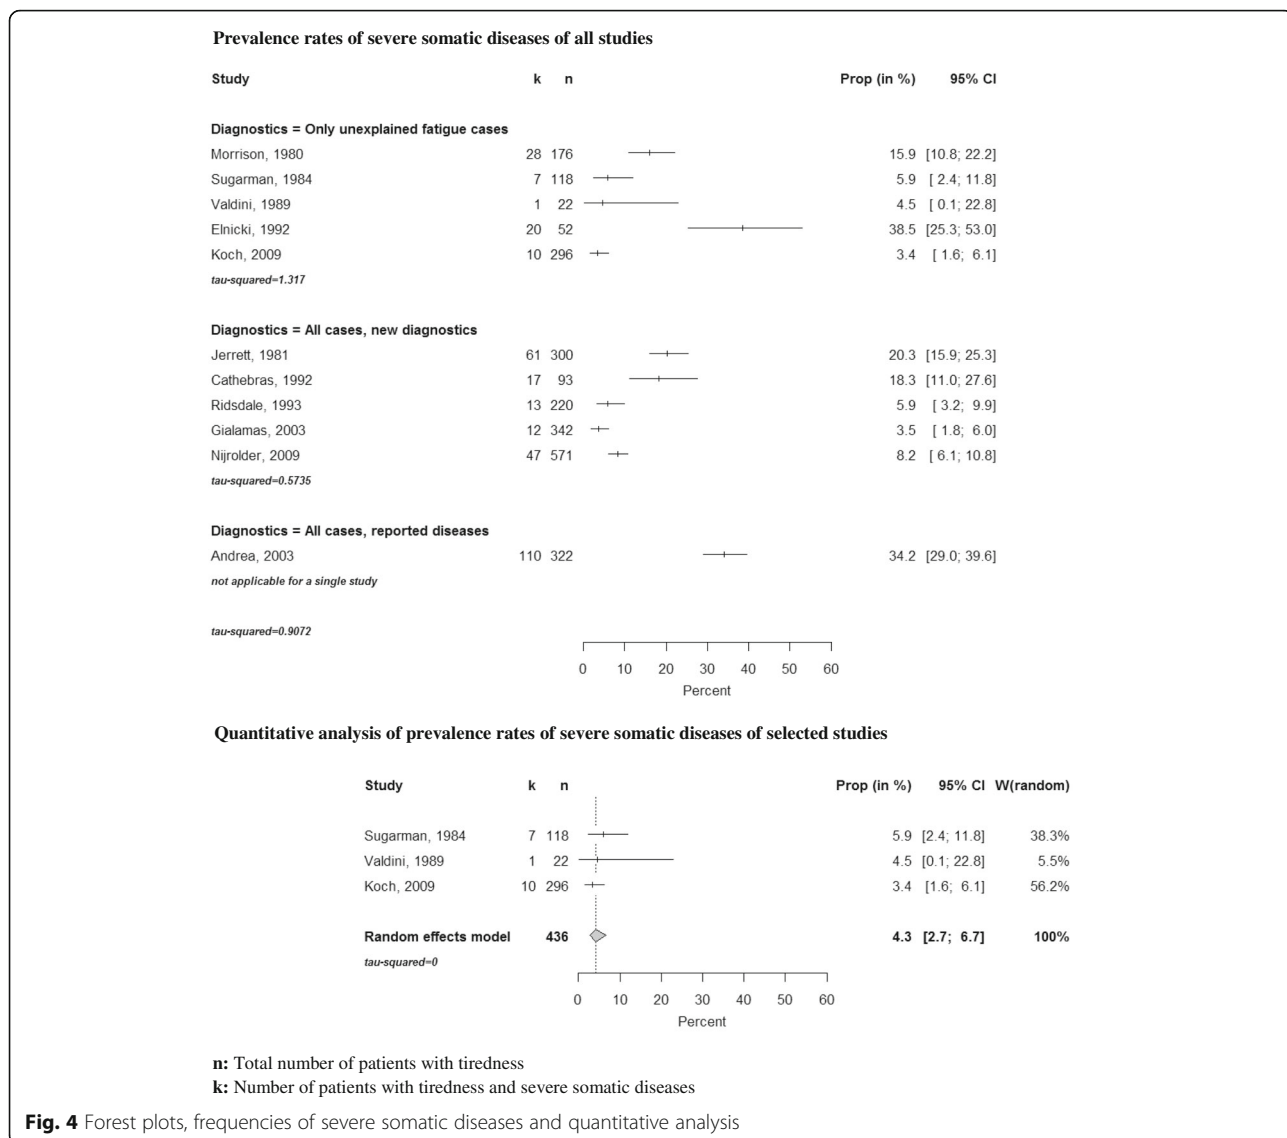 Prevalence rates of severe somatic diseases of all studies
Study k n Prop (in %) 95% CI
Diagnostics = Only unexplained fatigue cases
Morrison, 1980 28 176 15.9 [10.8; 22.2]
Sugarman, 1984 7 118 5.9 [ 2.4; 11.8]
Valdini, 1989 1 22 4.5 [ 0.1; 22.8]
Elnicki, 1992 20 52 38.5 [25.3; 53.0]
Koch, 2009 10 296 3.4 [ 1.6; 6.1]
tau-squared=1.317
Diagnostics = All cases, new diagnostics
Jerrett, 1981 61 300 20.3 [15.9; 25.3]
Cathebras, 1992 17 93 18.3 [11.0; 27.6]
Ridsdale, 1993 13 220 5.9 [ 3.2; 9.9]
Gialamas, 2003 12 342 3.5 [ 1.8; 6.0]
Nijrolder, 2009 47 571 8.2 [ 6.1; 10.8]
tau-squared=0.5735
Diagnostics = All cases, reported diseases
Andrea, 2003 110 322 34.2 [29.0; 39.6]
not applicable for a single study
tau-squared=0.9072
0 10 20 30 40 50 60
Percent
Quantitative analysis of prevalence rates of severe somatic diseases of selected studies
Study k n Prop (in %) 95% CI W(random)
Sugarman, 1984 7 118 5.9 [2.4; 11.8] 38.3%
Valdini, 1989 1 22 4.5 [0.1; 22.8] 5.5%
Koch, 2009 10 296 3.4 [1.6; 6.1] 56.2%
Random effects model 436 4.3 [2.7; 6.7] 100%
tau-squared=0
0 10 20 30 40 50 60
Percent
n: Total number of patients with tiredness
k: Number of patients with tiredness and severe somatic diseases
Fig. 4 Forest plots, frequencies of severe somatic diseases and quantitative analysis